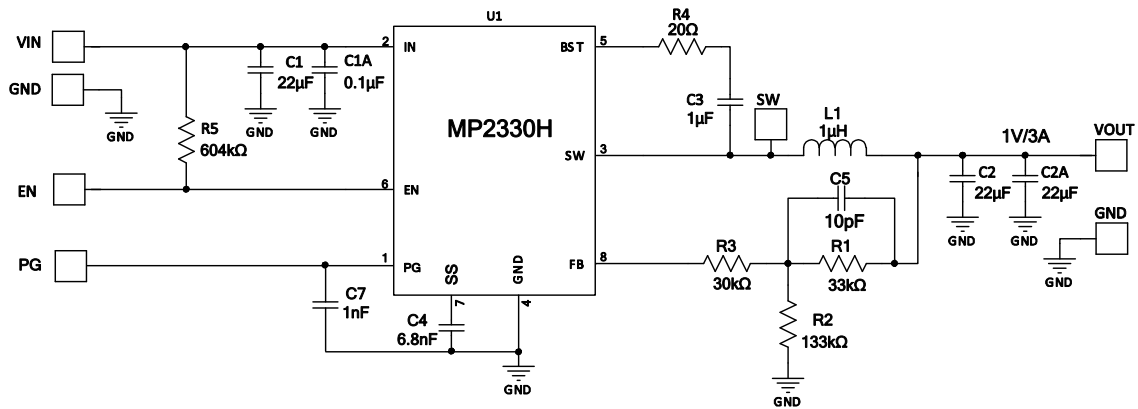 U1
VIN
GND
GND
EN
PG
R5
604kΩ
C1
22µF
GND
C1A
0.1µF
GND
2
IN
6
EN
1
PG
MP2330H
BST
5
SW
3
FB
8
SS
7
GND
4
C7
1nF
C4
6.8nF
GND
R4
20Ω
C3
1µF
SW
L1
1µH
1V/3A
VOUT
C5
10pF
R3
30kΩ
R1
33kΩ
R2
133kΩ
GND
C2
22µF
GND
C2A
22µF
GND
GND
GND